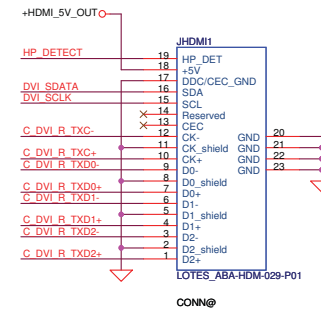 +HDMI_5V_OUT
JHDMI1
HP_DETECT 19 HP_DET
18 +5V
17 DDC/CEC_GND
DVI_SDATA 16 SDA
DVI_SCLK 15 SCL
14 Reserved
13 CEC
C_DVI_R_TXC- 12 CK- GND 20
11 CK_shield GND 21
C_DVI_R_TXC+ 10 CK+ GND 22
C_DVI_R_TXD0- 9 D0- GND 23
8 D0_shield
C_DVI_R_TXD0+ 7 D0+
C_DVI_R_TXD1- 6 D1-
5 D1_shield
C_DVI_R_TXD1+ 4 D1+
C_DVI_R_TXD2- 3 D2-
2 D2_shield
C_DVI_R_TXD2+ 1 D2+
LOTES_ABA-HDM-029-P01
CONN@